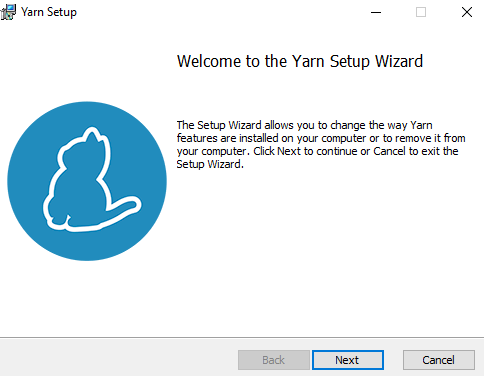 Yarn Setup
Welcome to the Yarn Setup Wizard
The Setup Wizard allows you to change the way Yarn
features are installed on your computer or to remove it from
your computer. Click Next to continue or Cancel to exit the
Setup Wizard.
Back Next Cancel